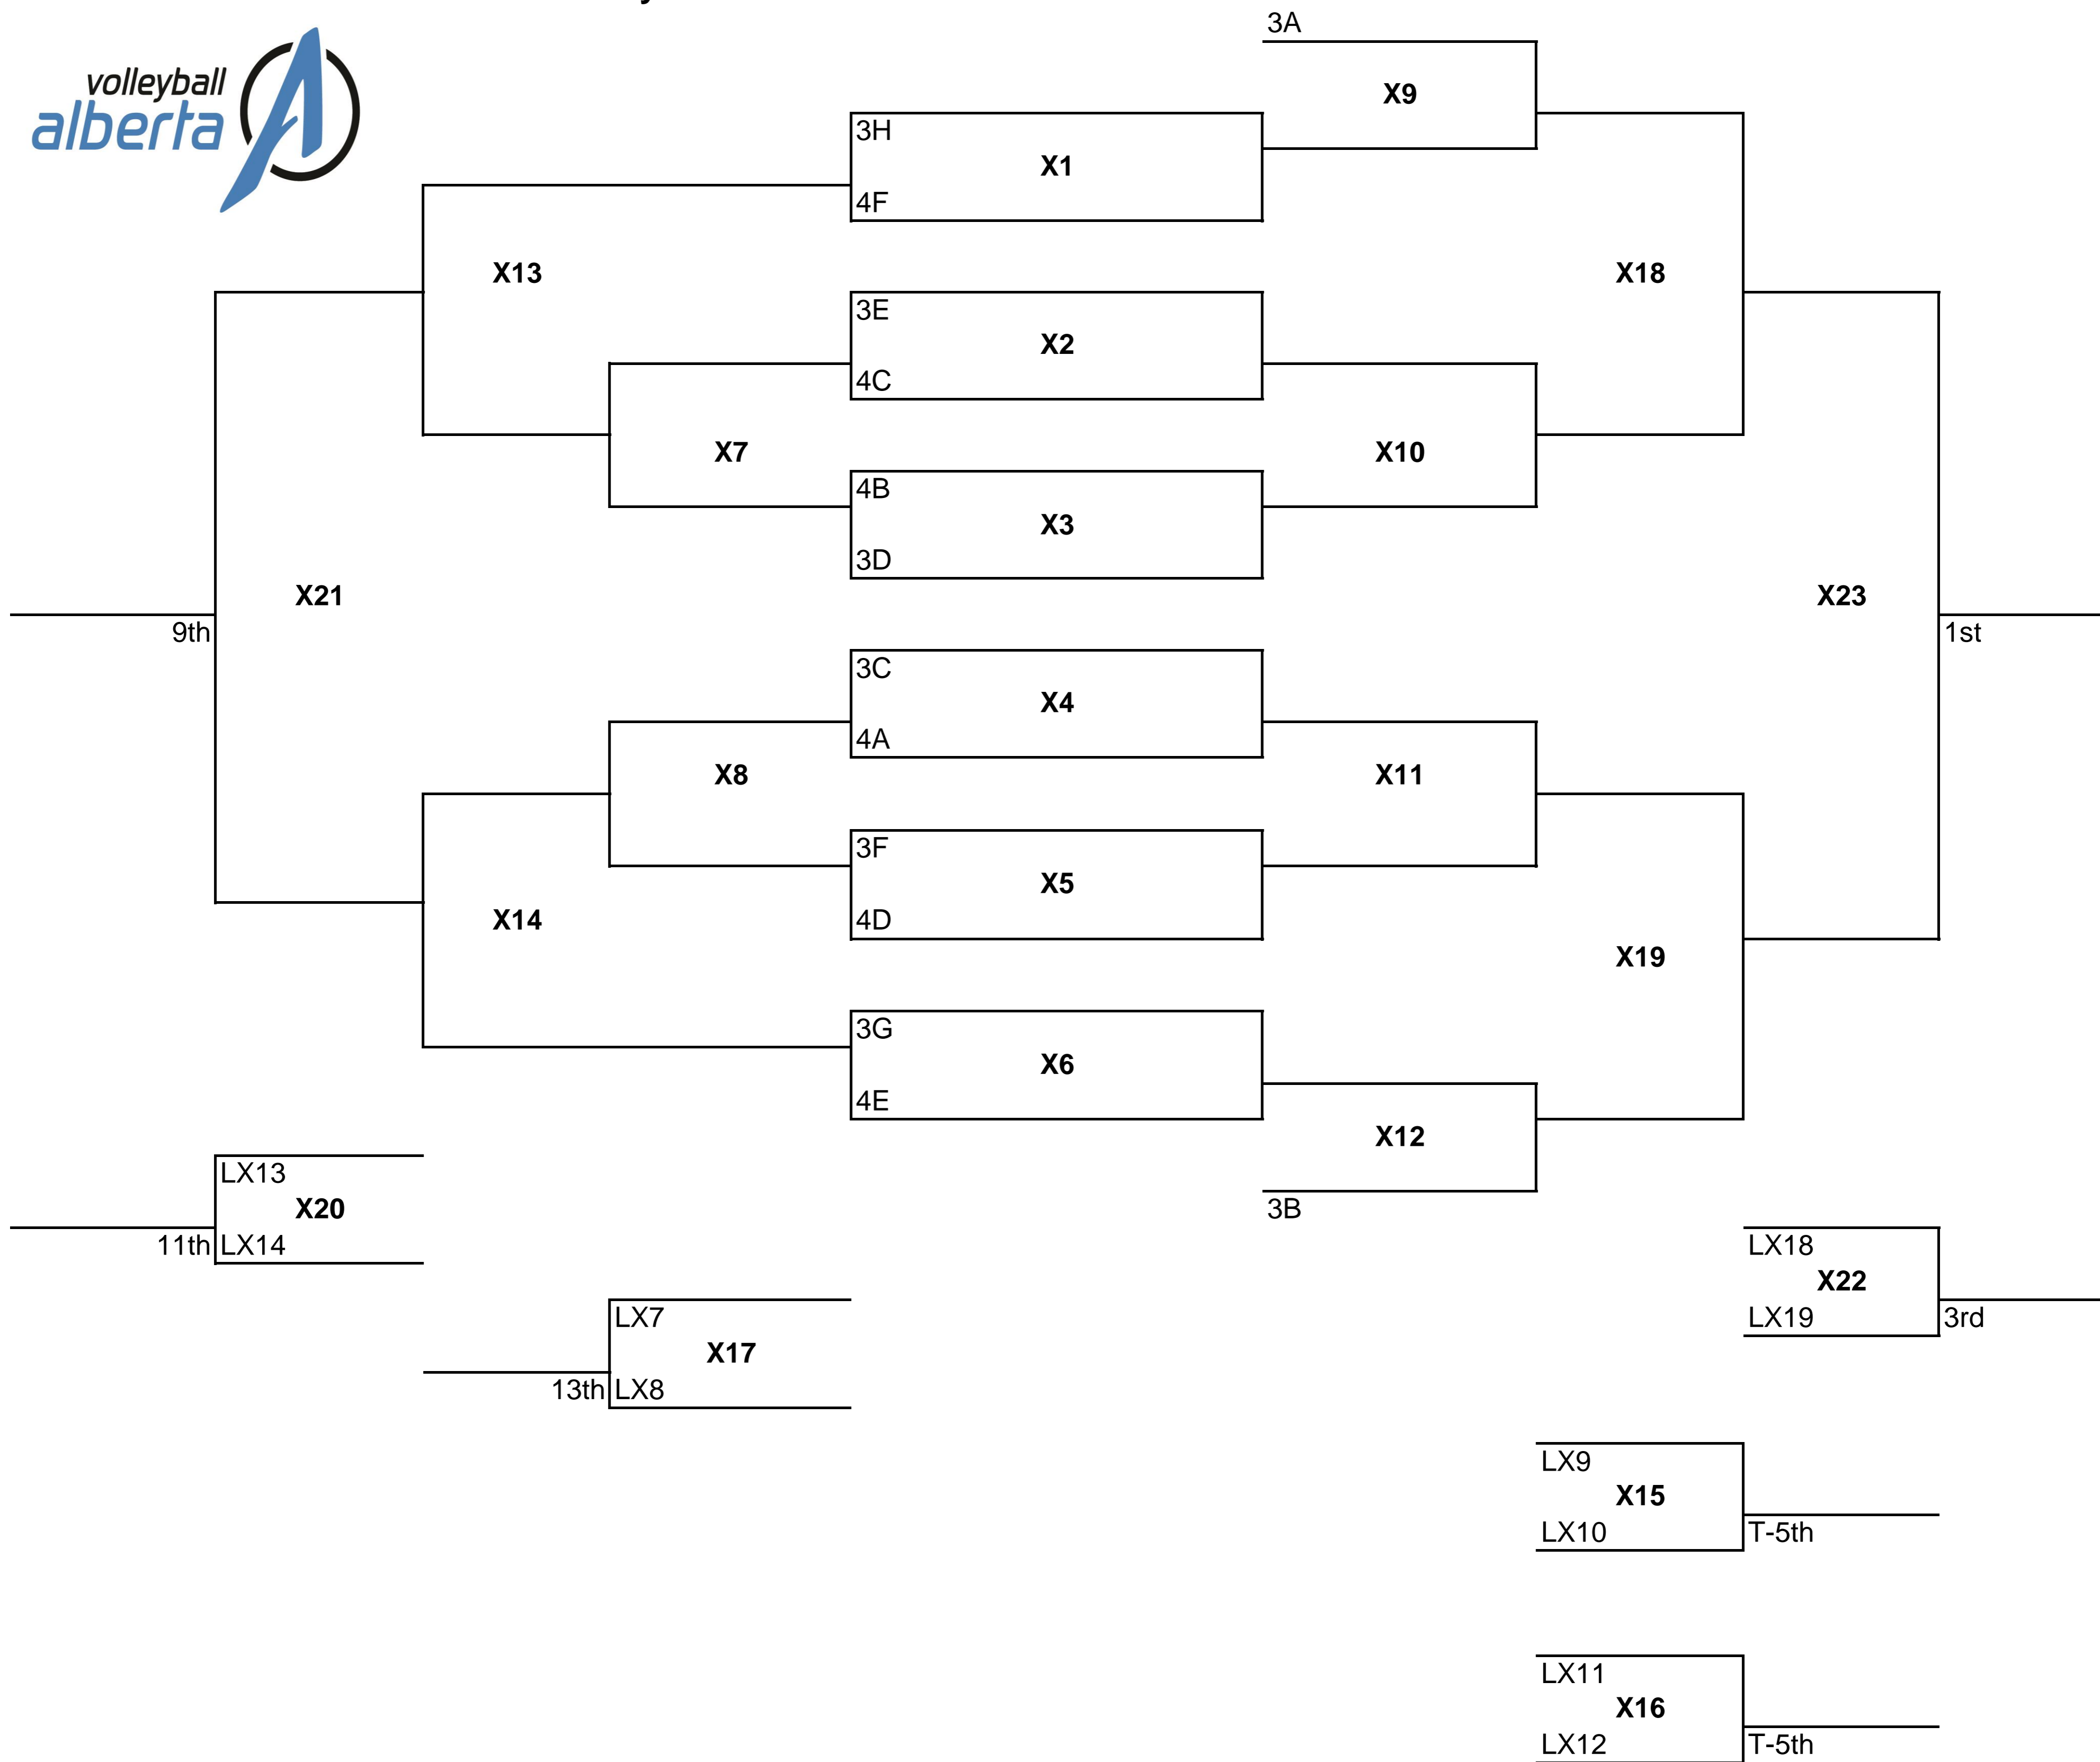 3A
volleyball
alberta
X9
3H
X1
4F
X13
X18
3E
X2
4C
X7
X10
4B
X3
3D
X21
X23
9th
1st
3C
X4
4A
X8
X11
3F
X5
4D
X14
X19
3G
X6
4E
X12
LX13
X20
3B
11th
LX14
LX18
X22
LX7
LX19
3rd
X17
13th
LX8
LX9
X15
LX10
T-5th
LX11
X16
LX12
T-5th